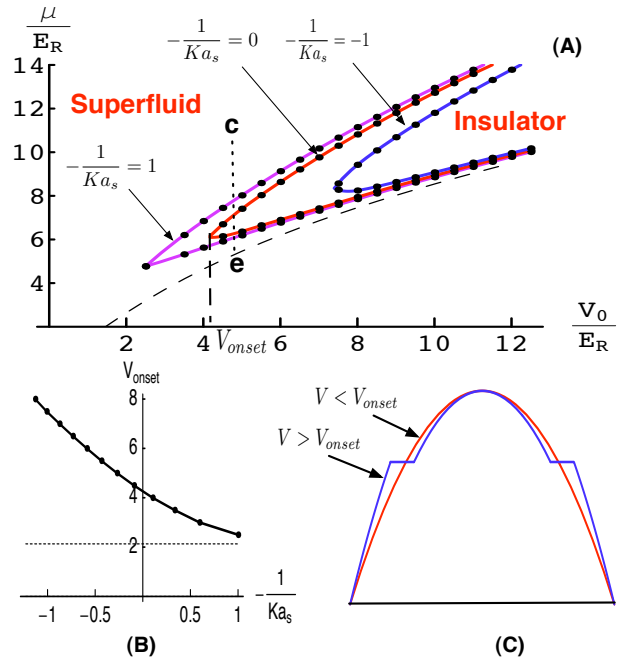 μ/E_R
-1/Ka_s = 0
-1/Ka_s = -1
(A)
14
Superfluid
12
c
Insulator
10
-1/Ka_s = 1
8
6
e
4
2 4 6 8 10 12
V_onset
V_0/E_R
V_onset
8
6
4
2
-1 -0.5 0 0.5 1
-1/Ka_s
(B)
V < V_onset
V > V_onset
(C)